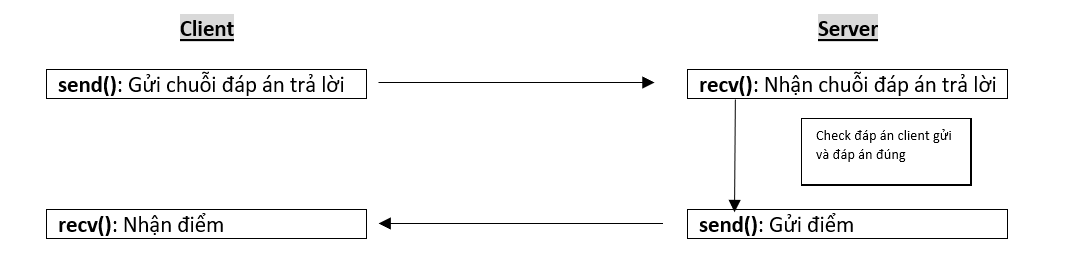 Client
Server
send(): Gửi chuỗi đáp án trả lời
recv(): Nhận chuỗi đáp án trả lời
Check đáp án client gửi
và đáp án đúng
recv(): Nhận điểm
send(): Gửi điểm